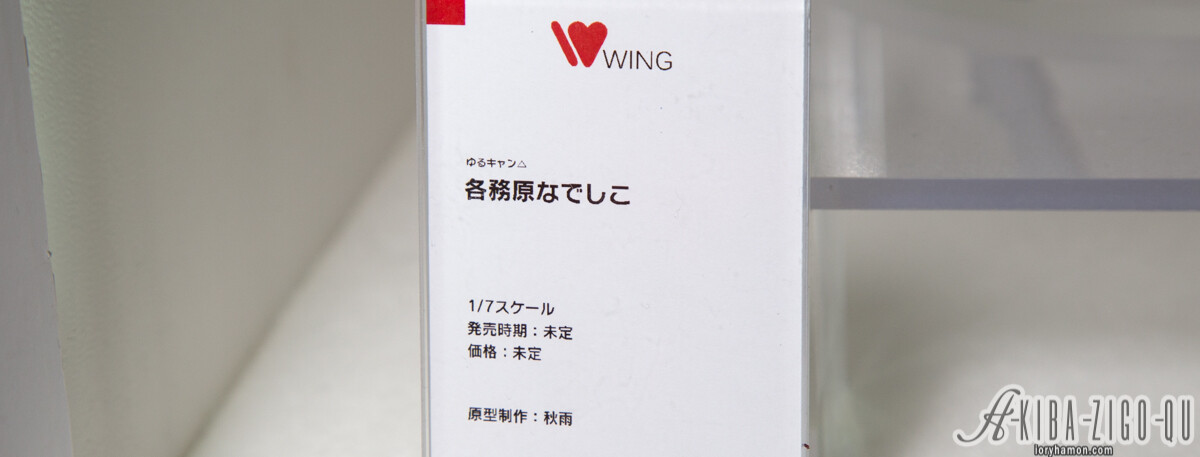 WING
ゆるキャン△
各務原なでしこ
1/7スケール
発売時期：未定
価格：未定
原型制作：秋雨
A-KIBA-ZIGO-QU
loryhamon.com